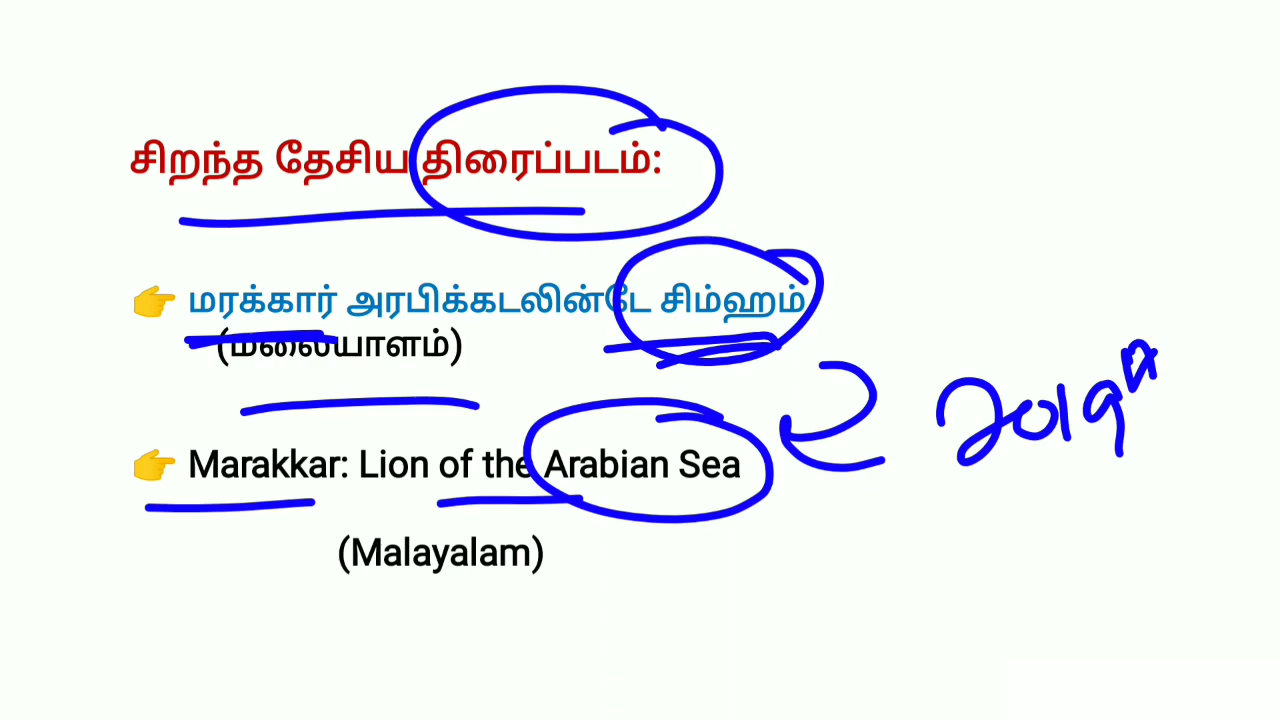 சிறந்த தேசிய திரைப்படம்:
👉 மரக்கார் அரபிக்கடலின்டே சிம்ஹம்
(மலையாளம்)
2019
👉 Marakkar: Lion of the Arabian Sea
(Malayalam)